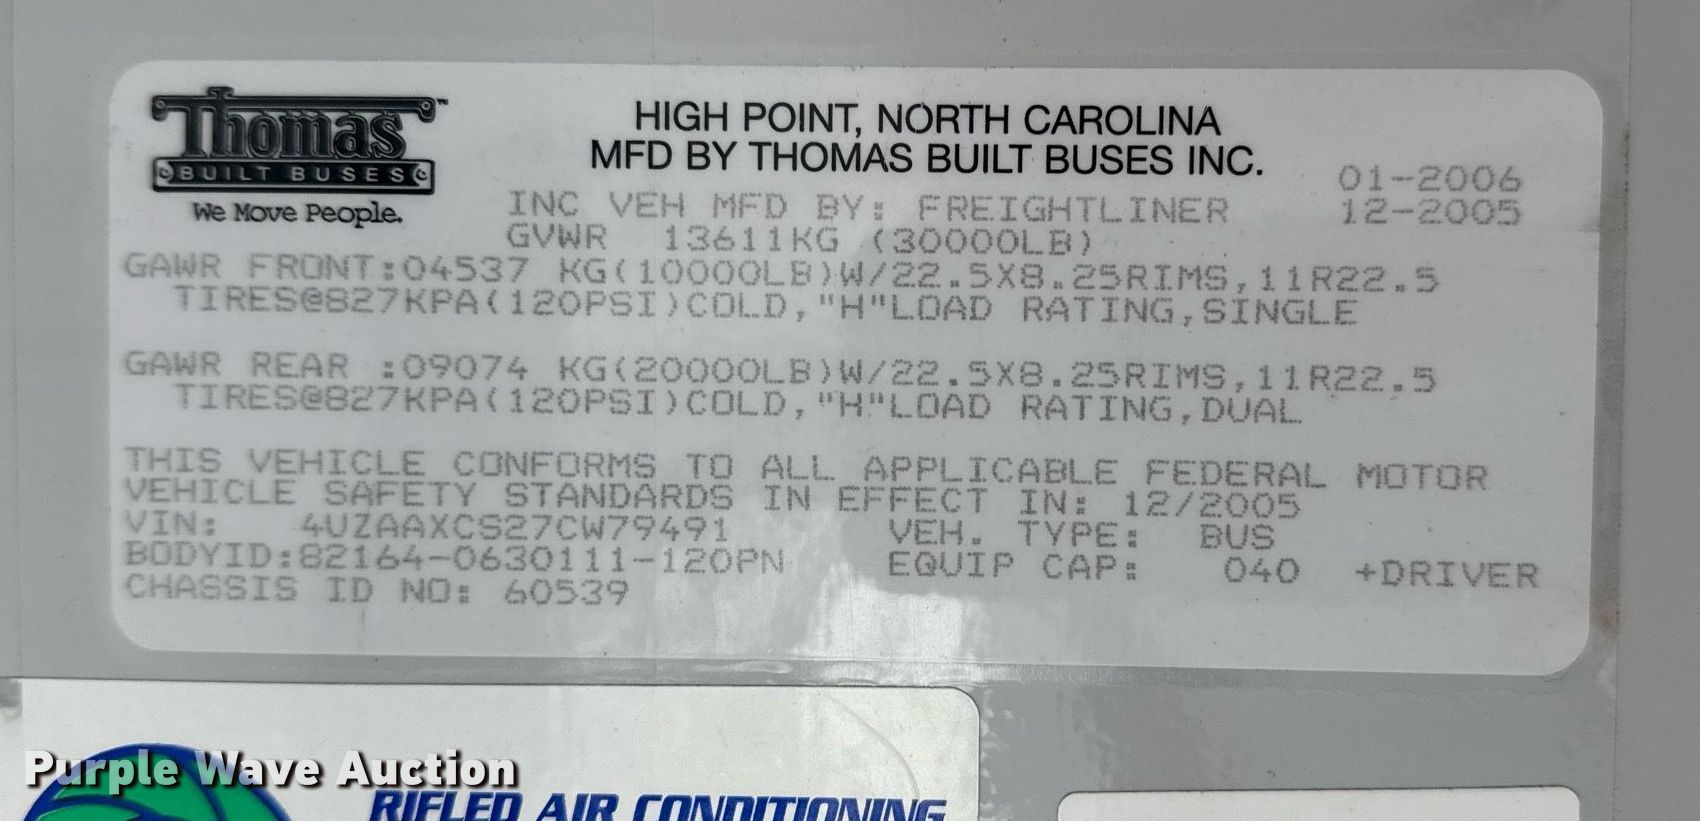 Thomas™
BUILT BUSES
We Move People.
HIGH POINT, NORTH CAROLINA
MFD BY THOMAS BUILT BUSES INC.
01-2006
INC VEH MFD BY: FREIGHTLINER 12-2005
GVWR 13611KG (30000LB)
GAWR FRONT:04537 KG(10000LB)W/22.5X8.25RIMS,11R22.5
TIRES@827KPA(120PSI)COLD,"H"LOAD RATING,SINGLE
GAWR REAR :09074 KG(20000LB)W/22.5X8.25RIMS,11R22.5
TIRES@827KPA(120PSI)COLD,"H"LOAD RATING,DUAL
THIS VEHICLE CONFORMS TO ALL APPLICABLE FEDERAL MOTOR
VEHICLE SAFETY STANDARDS IN EFFECT IN: 12/2005
VIN: 4UZAAXCS27CW79491 VEH. TYPE: BUS
BODYID:82164-0630111-120PN EQUIP CAP: 040 +DRIVER
CHASSIS ID NO: 60539
Purple Wave Auction
RIFLED AIR CONDITIONING